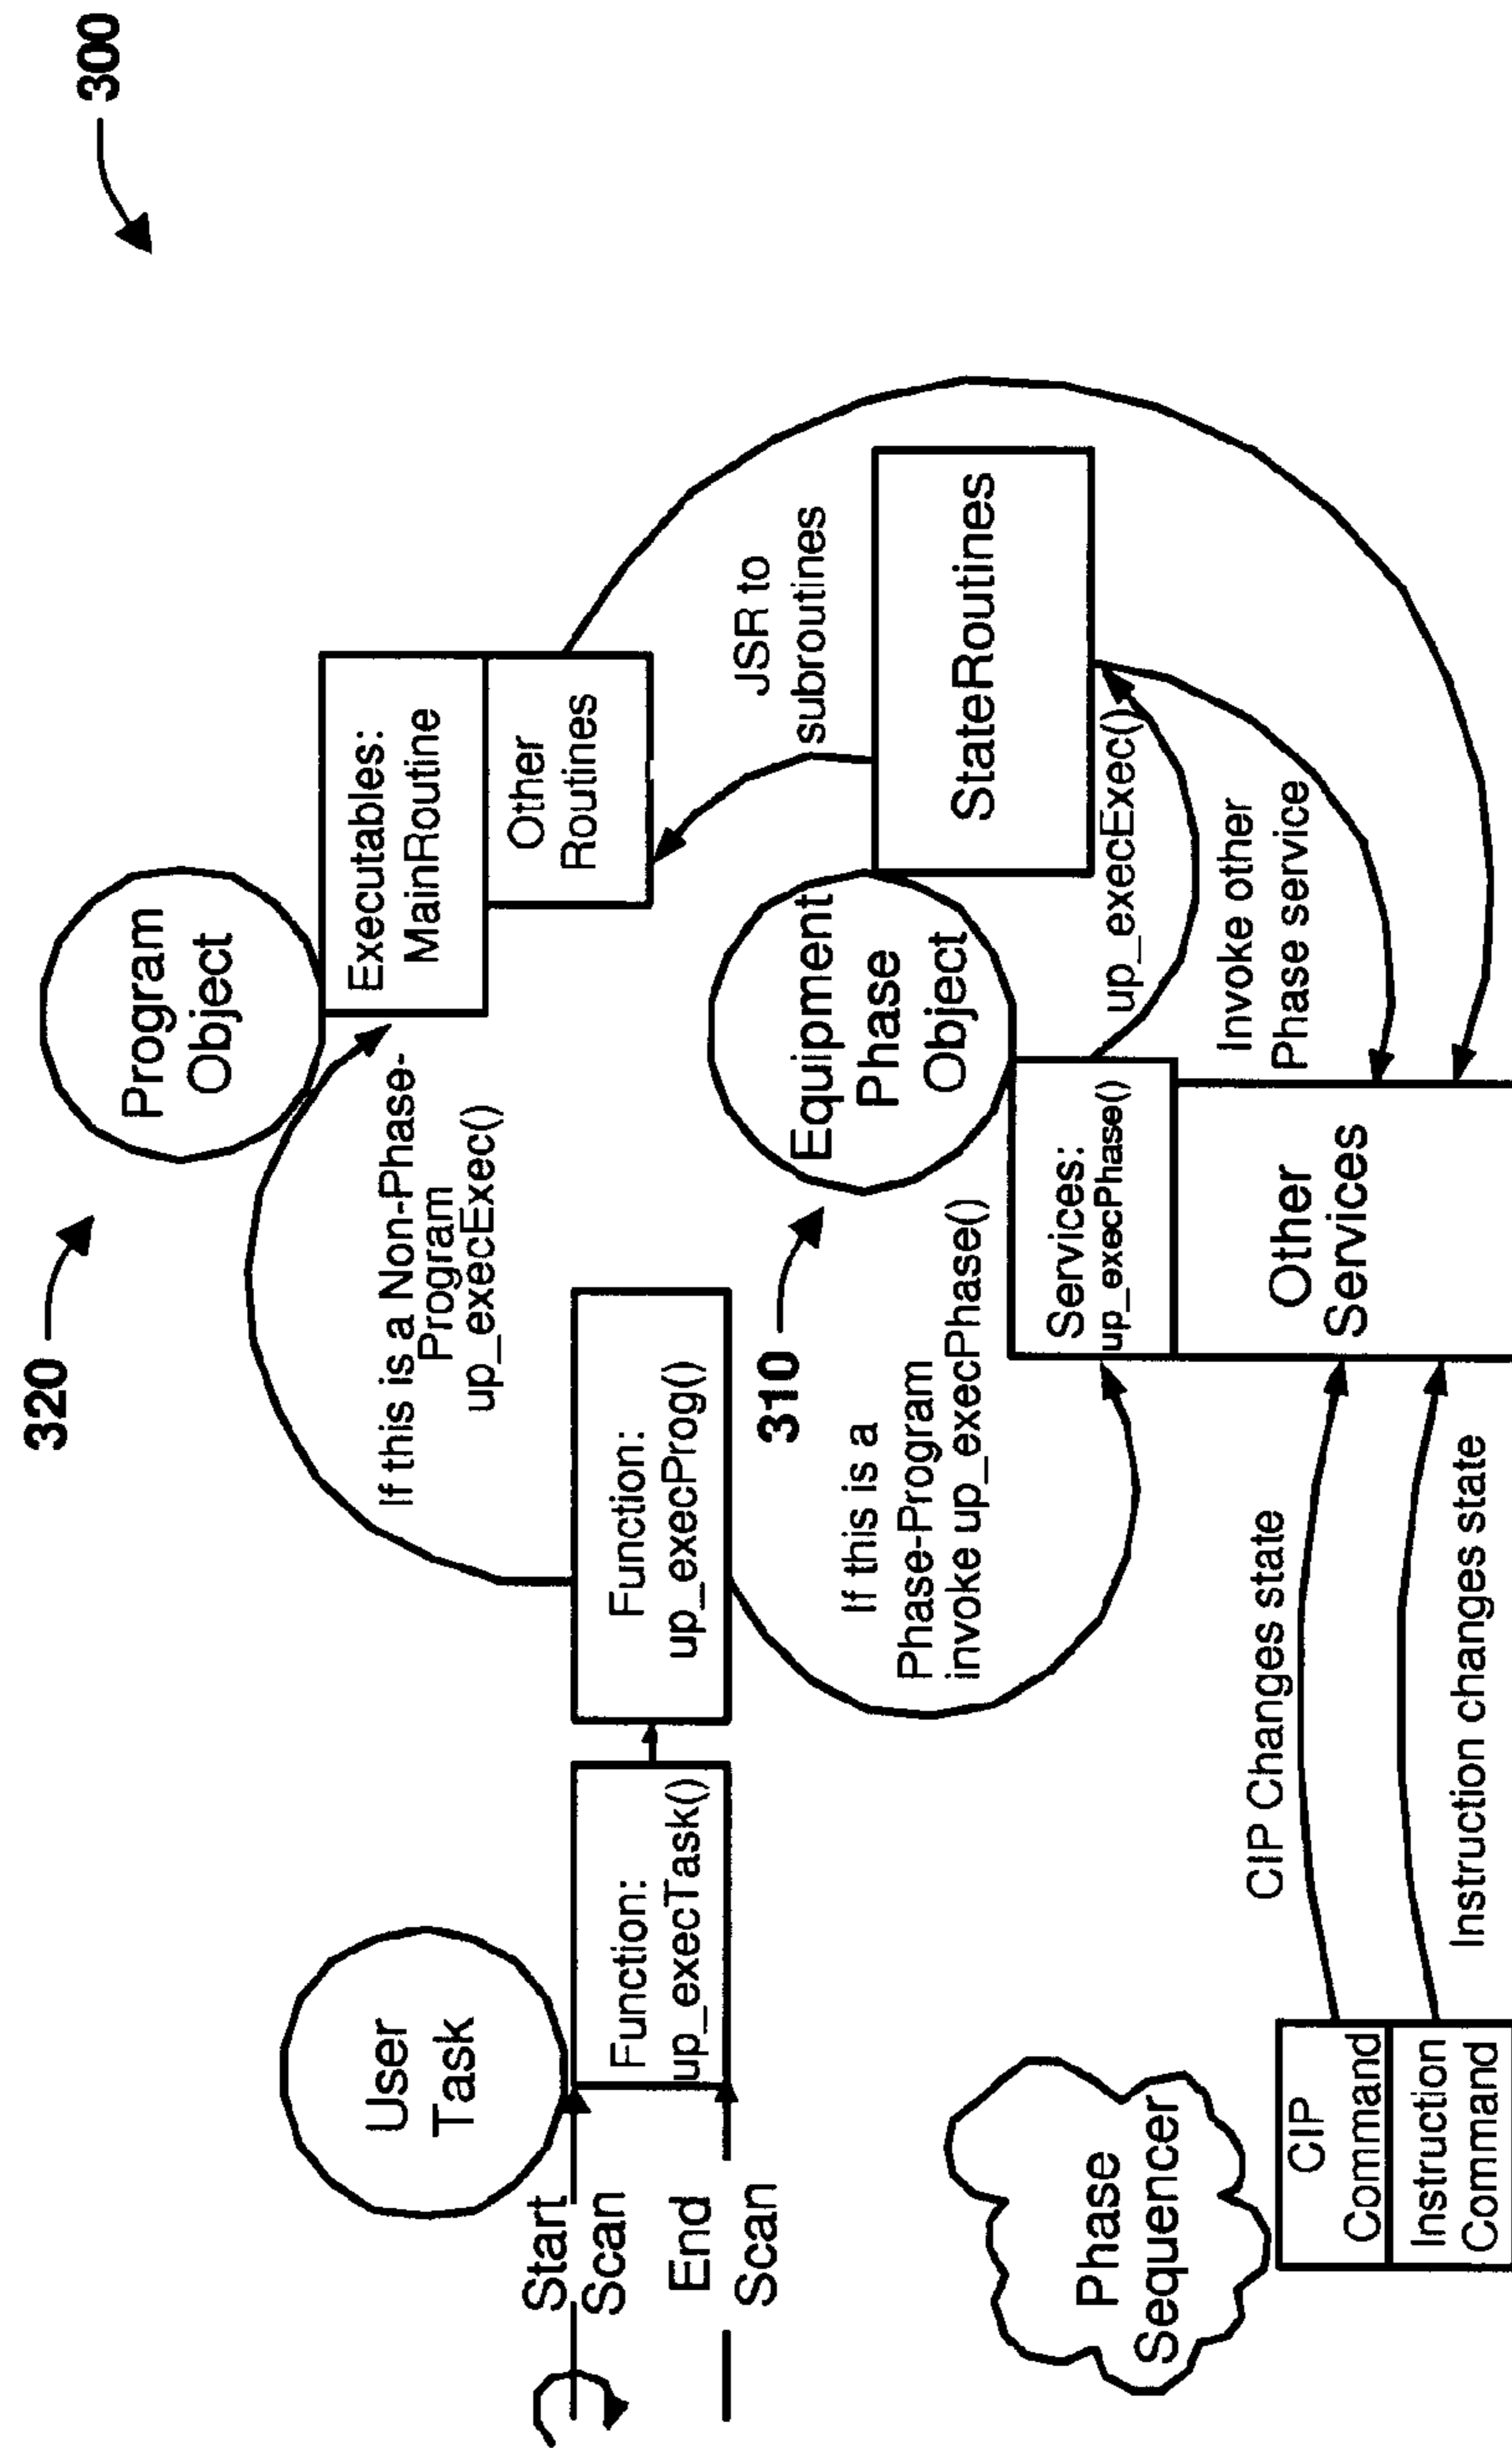 300
320
Program
Object
Executables:
MainRoutine
Other
Routines
If this is a Non-Phase-
Program
up_execExec()
User
Task
Start
Scan
End
Scan
Function:
up_execTask()
Function:
up_execProg()
JSR to
subroutines
310
Equipment
Phase
Object
StateRoutines
If this is a
Phase-Program
invoke up_execPhase()
Services:
up_execPhase()
Other
Services
up_execExec()
Invoke other
Phase service
Phase
Sequencer
CIP
Command
Instruction
Command
CIP Changes state
Instruction changes state